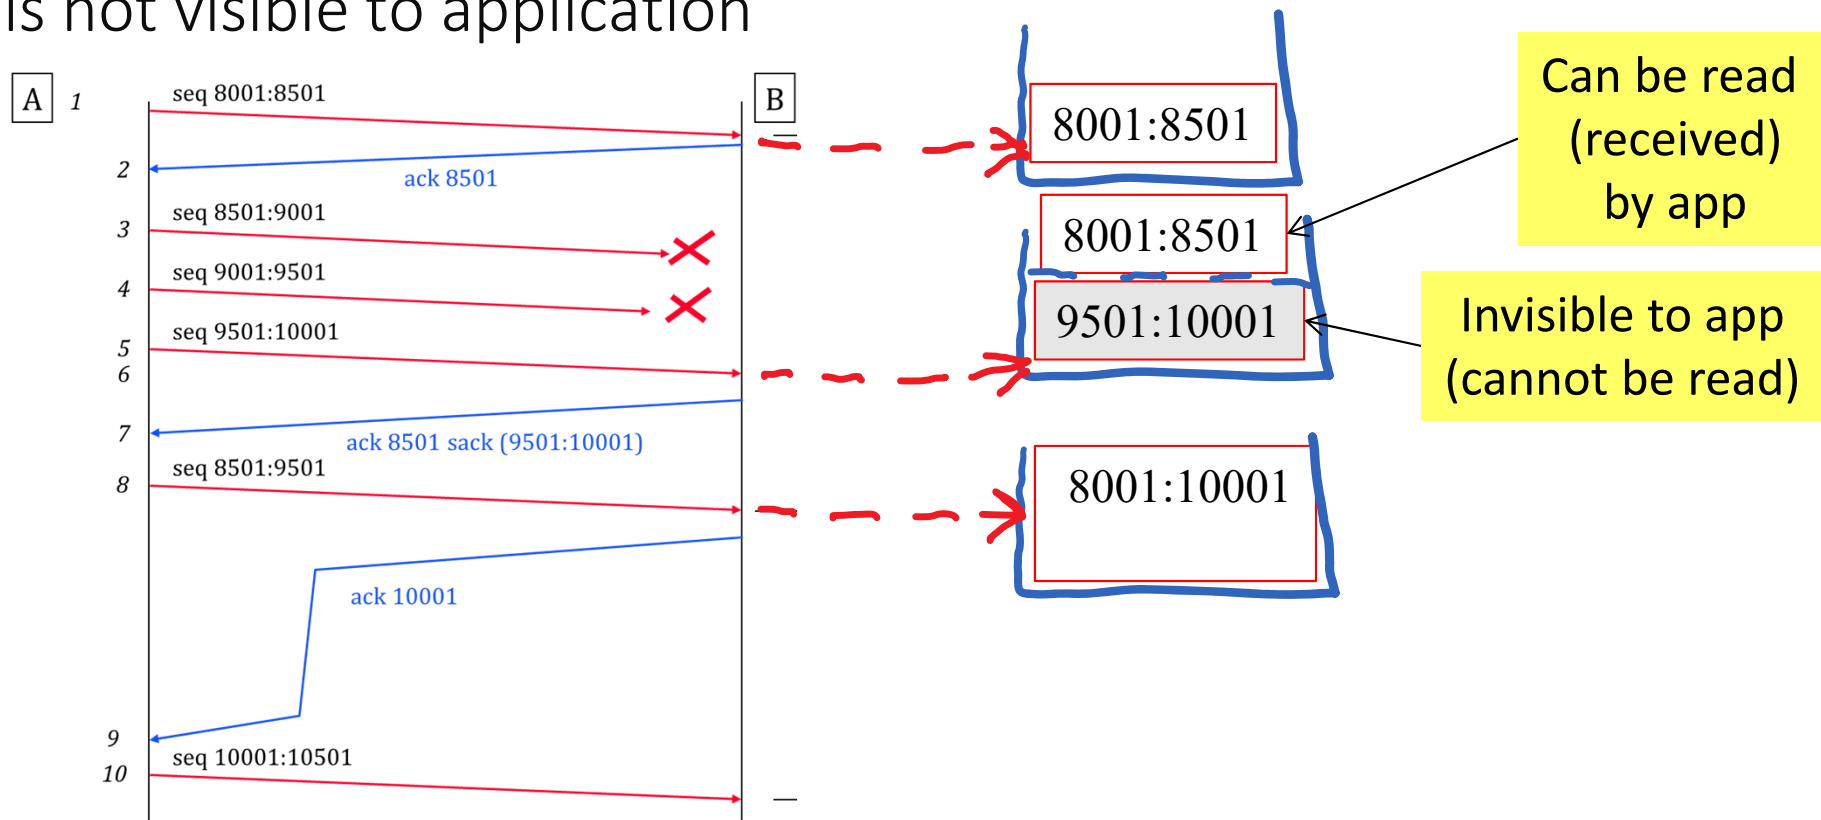 is not visible to application
A
1
seq 8001:8501
B
2
ack 8501
3
seq 8501:9001
4
seq 9001:9501
5
seq 9501:10001
6
7
ack 8501 sack (9501:10001)
8
seq 8501:9501
ack 10001
9
seq 10001:10501
10
8001:8501
8001:8501
9501:10001
8001:10001
Can be read
(received)
by app
Invisible to app
(cannot be read)